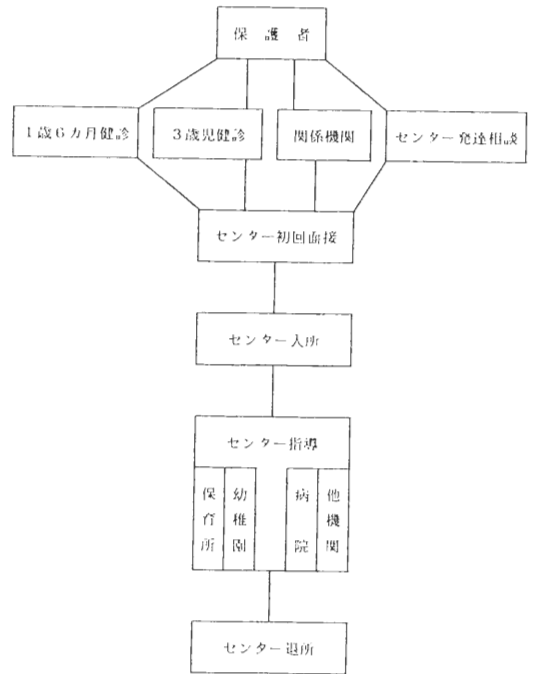 保護者
1歳6カ月健診
3歳児健診
関係機関
センター発達相談
センター初回面接
センター入所
センター指導
保育所
幼稚園
病院
他機関
センター退所